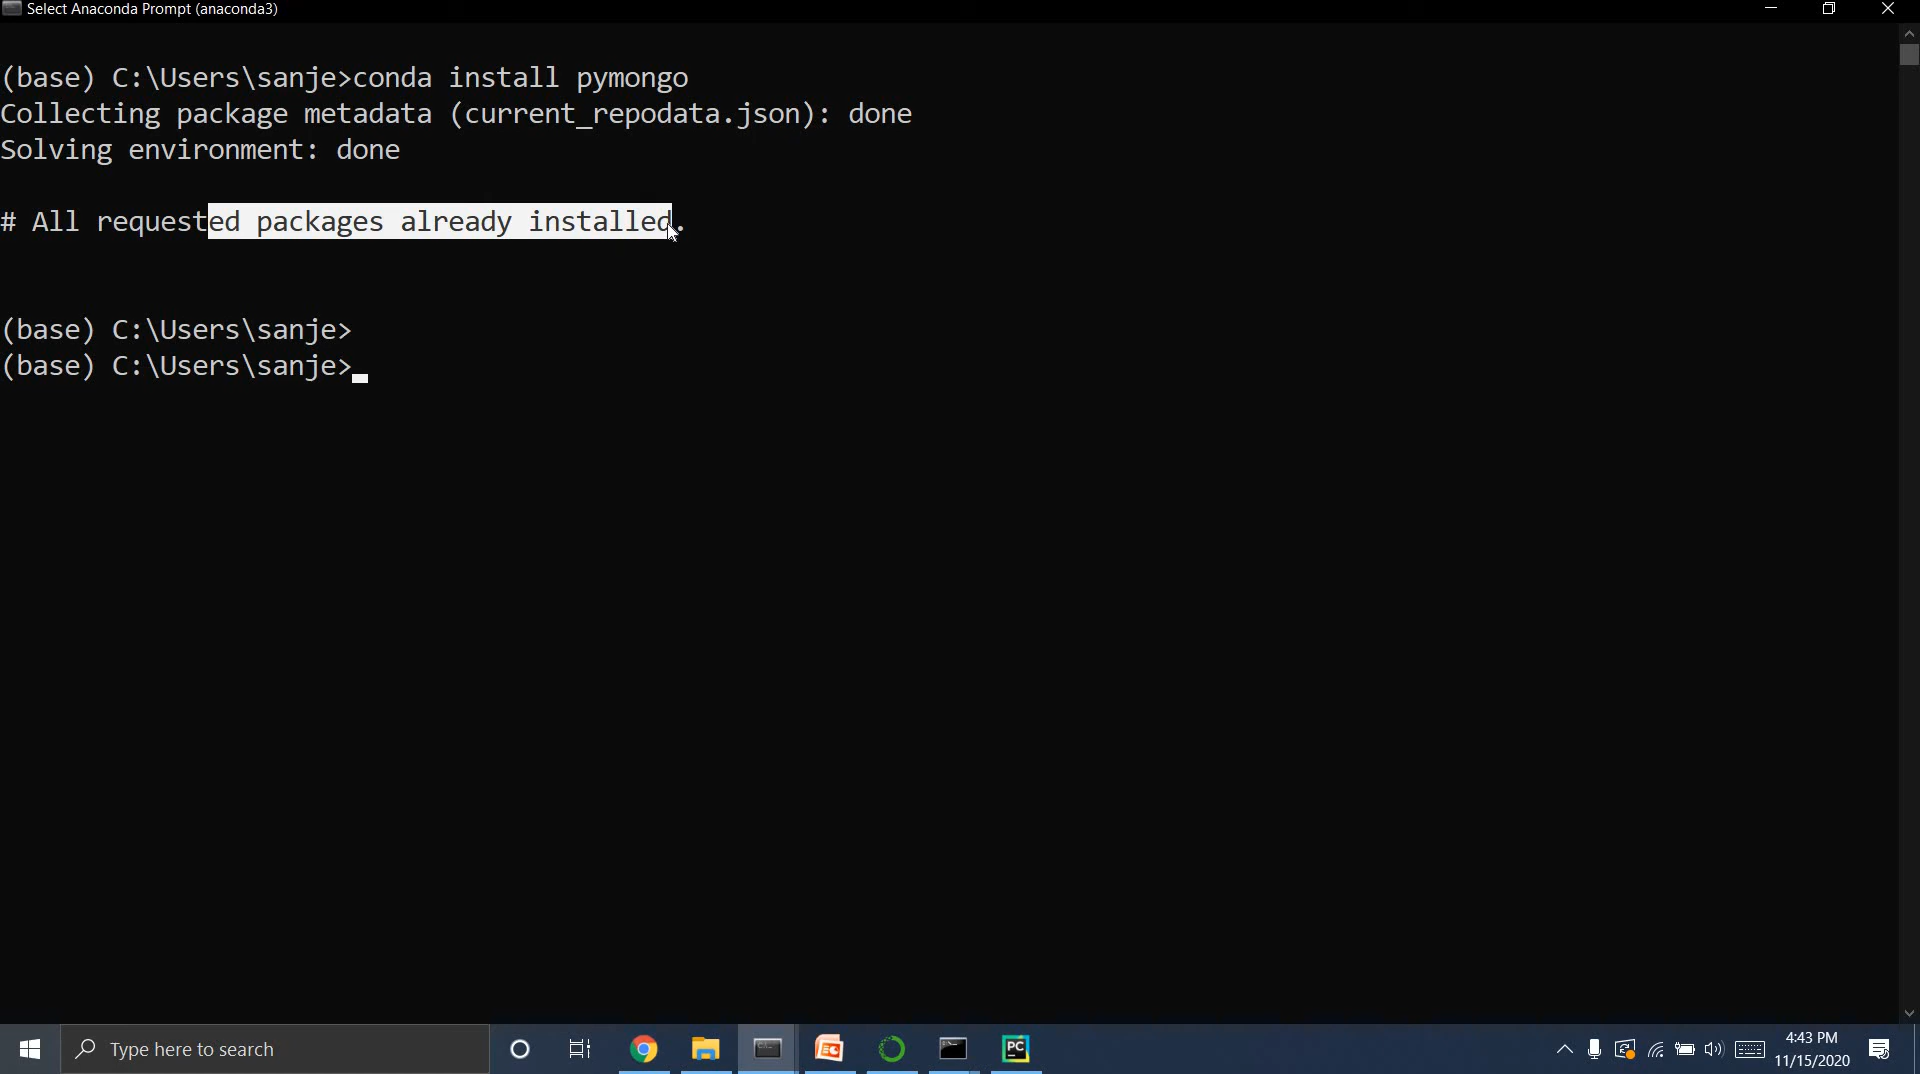 Select Anaconda Prompt (anaconda3)
(base) C:\Users\sanje>conda install pymongo
Collecting package metadata (current_repodata.json): done
Solving environment: done
# All requested packages already installed.
(base) C:\Users\sanje>
(base) C:\Users\sanje>
Type here to search
PC
4:43 PM
11/15/2020